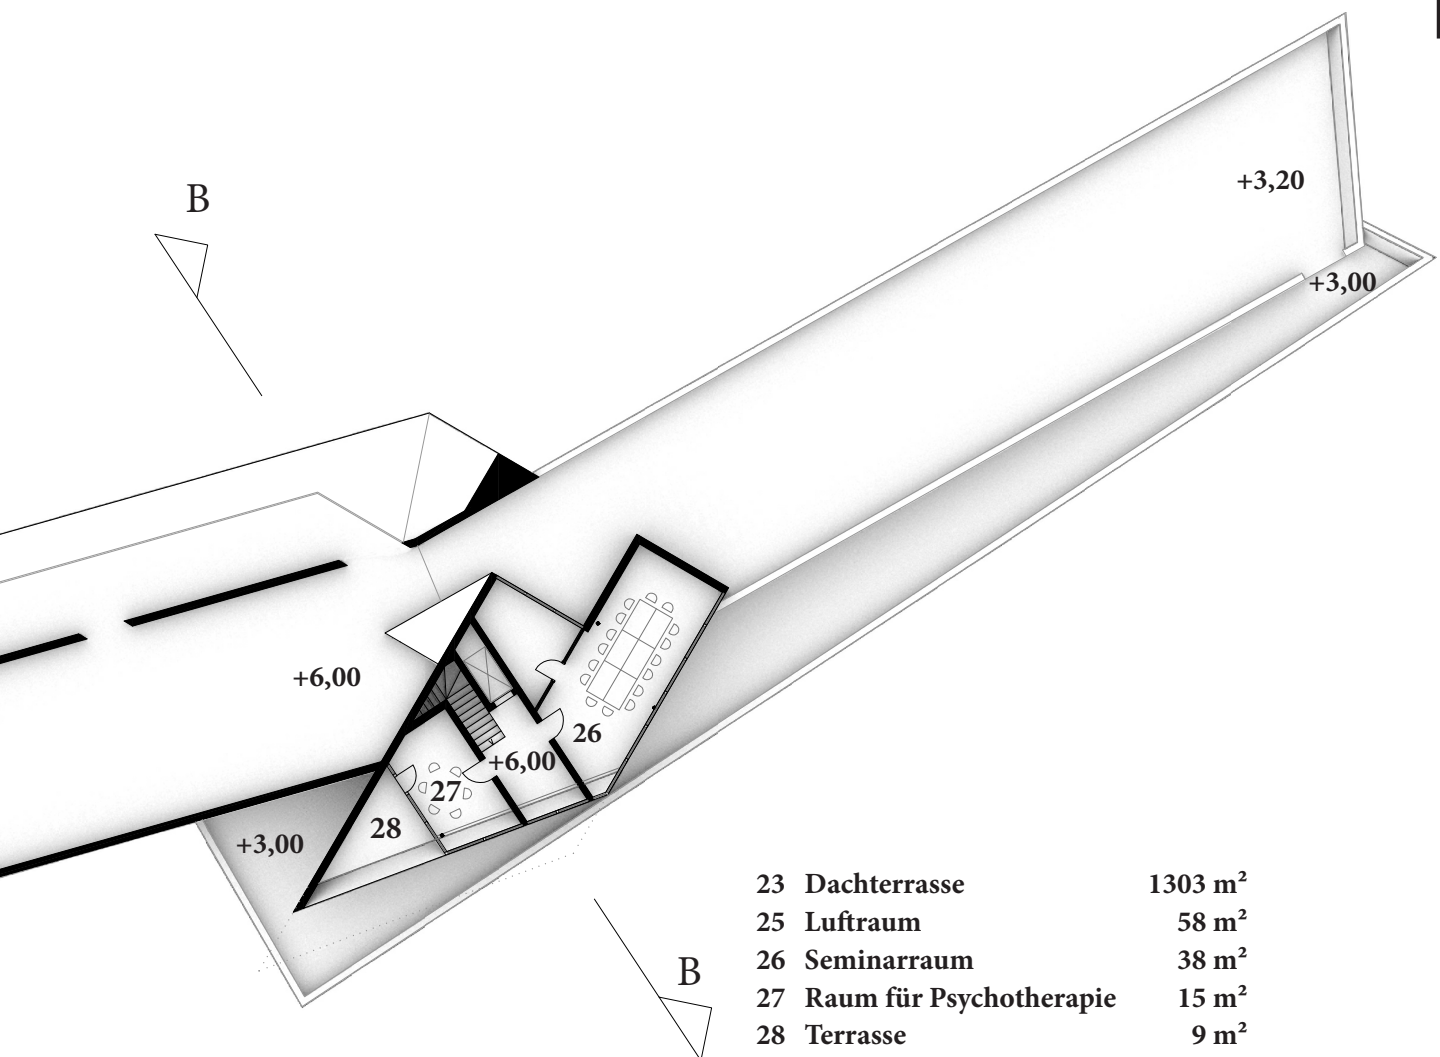 B
+3,20
+3,00
+6,00
26
+6,00
27
28
+3,00
23 Dachterrasse 1303 m²
25 Luftraum 58 m²
26 Seminarraum 38 m²
27 Raum für Psychotherapie 15 m²
28 Terrasse 9 m²
B